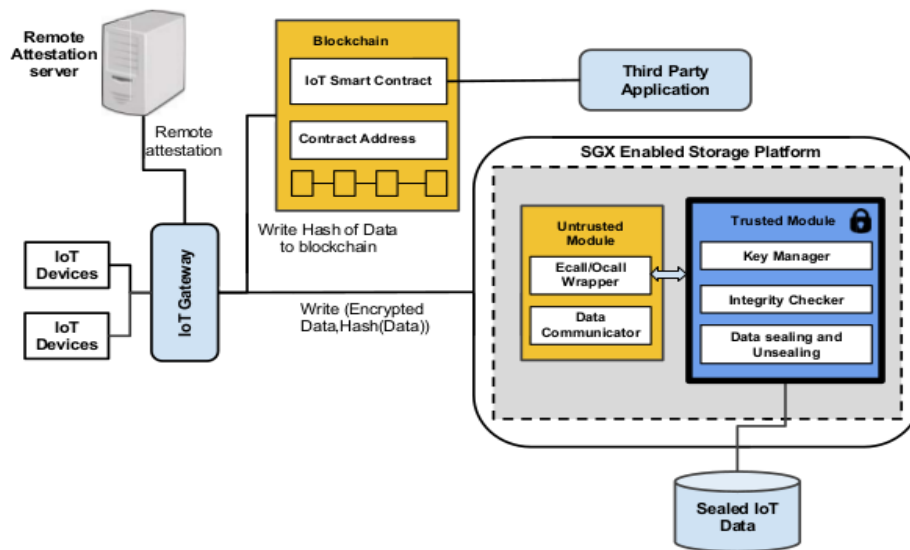 Remote
Attestation
server
Remote
attestation
Blockchain
IoT Smart Contract
Contract Address
Third Party
Application
Write Hash of Data
to blockchain
IoT
Devices
IoT
Devices
IoT Gateway
Write (Encrypted
Data,Hash(Data))
SGX Enabled Storage Platform
Untrusted
Module
Ecall/Ocall
Wrapper
Data
Communicator
Trusted Module
Key Manager
Integrity Checker
Data sealing and
Unsealing
Sealed IoT
Data